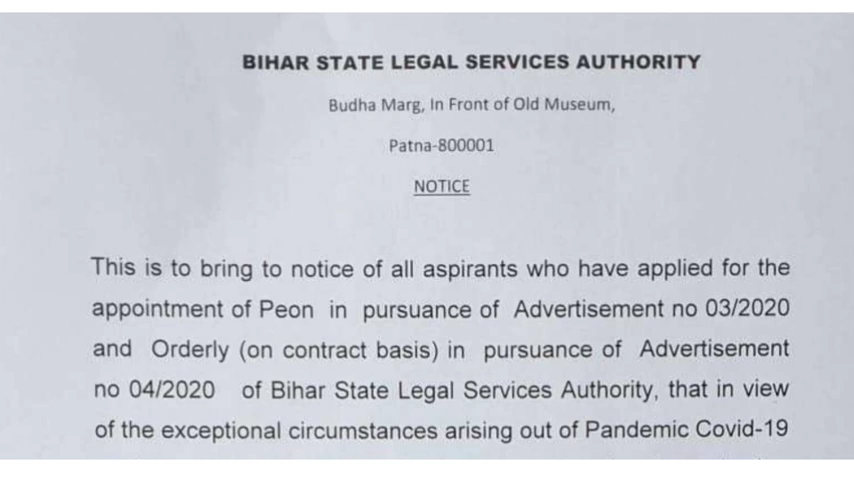 BIHAR STATE LEGAL SERVICES AUTHORITY
Budha Marg, In Front of Old Museum,
Patna-800001
NOTICE
This is to bring to notice of all aspirants who have applied for the
appointment of Peon in pursuance of Advertisement no 03/2020
and Orderly (on contract basis) in pursuance of Advertisement
no 04/2020 of Bihar State Legal Services Authority, that in view
of the exceptional circumstances arising out of Pandemic Covid-19